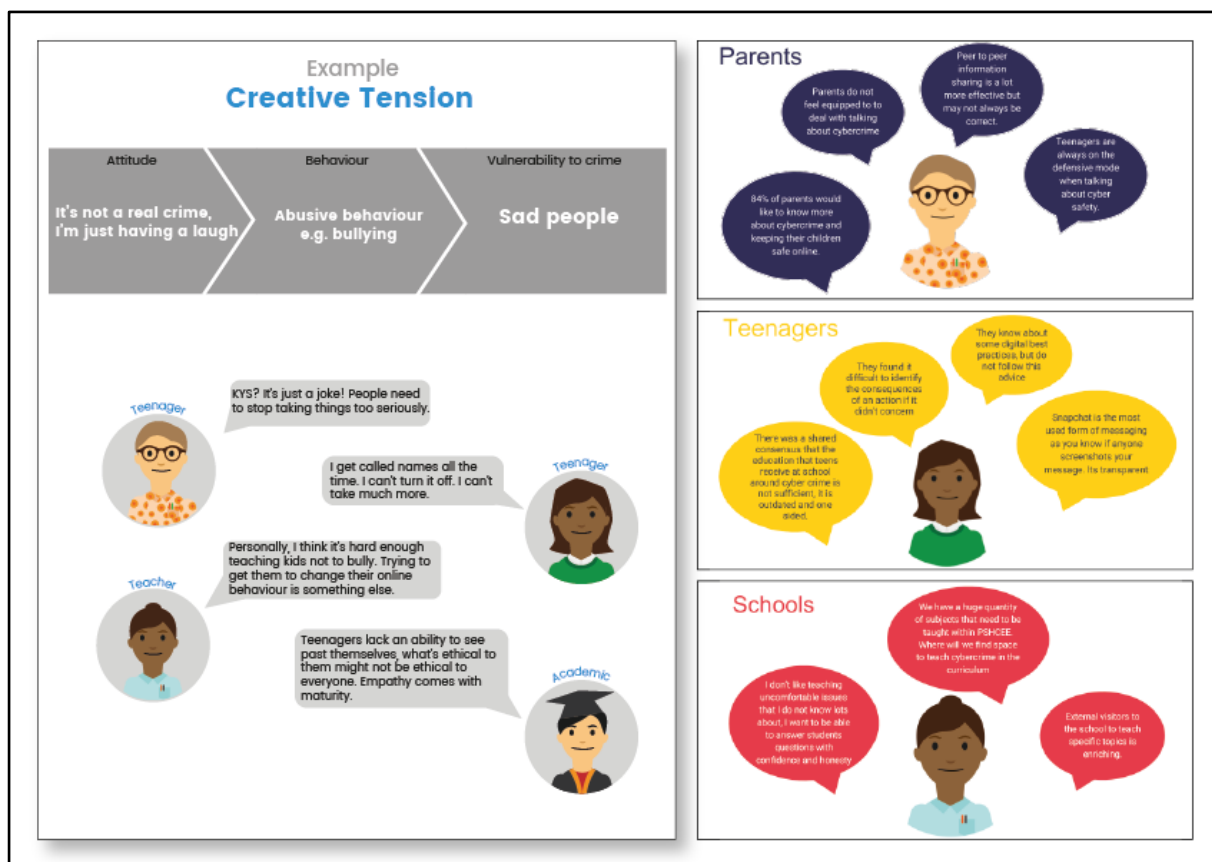 Example
Creative Tension
Attitude
It's not a real crime,
I'm just having a laugh
Behaviour
Abusive behaviour
e.g. bullying
Vulnerability to crime
Sad people
Teenager
KYS? It's just a joke! People need
to stop taking things too seriously.
I get called names all the
time. I can't turn it off. I can't
take much more.
Teenager
Personally, I think it's hard enough
teaching kids not to bully. Trying to
get them to change their online
behaviour is something else.
Teacher
Teenagers lack an ability to see
past themselves, what's ethical to
them might not be ethical to
everyone. Empathy comes with
maturity.
Academic
Parents
84% of parents would
like to know more
about cybercrime and
keeping their children
safe online.
Parents do not
feel equipped to to
deal with talking
about cybercrime
Peer to peer
information
sharing is a lot
more effective but
may not always be
correct.
Teenagers are
always on the
defensive mode
when talking
about cyber
safety.
Teenagers
There was a shared
consensus that the
education that teens
receive at school
around cyber crime is
not sufficient, it is
outdated and one
sided.
They found it
difficult to identify
the consequences
of an action if it
didn't concern
They know about
some digital best
practices, but do
not follow this
advice
Snapchat is the most
used form of messaging
as you know if anyone
screenshots your
message. Its transparent
Schools
I don't like teaching
uncomfortable issues
that I do not know lots
about, I want to be able
to answer students
questions with
confidence and honesty
We have a huge quantity
of subjects that need to be
taught within PSHCEE.
Where will we find space
to teach cybercrime in the
curriculum
External visitors to
the school to teach
specific topics is
enriching.